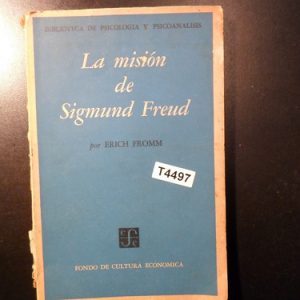 BIBLIOTECA DE PSICOLOGIA Y PSICOANALISIS
La misión
de
Sigmund Freud
por ERICH FROMM
T4497
FONDO DE CULTURA ECONOMICA